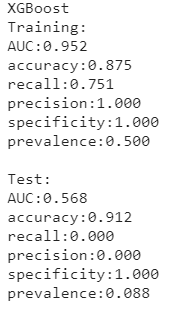 XGBoost
Training:
AUC:0.952
accuracy:0.875
recall:0.751
precision:1.000
specificity:1.000
prevalence:0.500
Test:
AUC:0.568
accuracy:0.912
recall:0.000
precision:0.000
specificity:1.000
prevalence:0.088